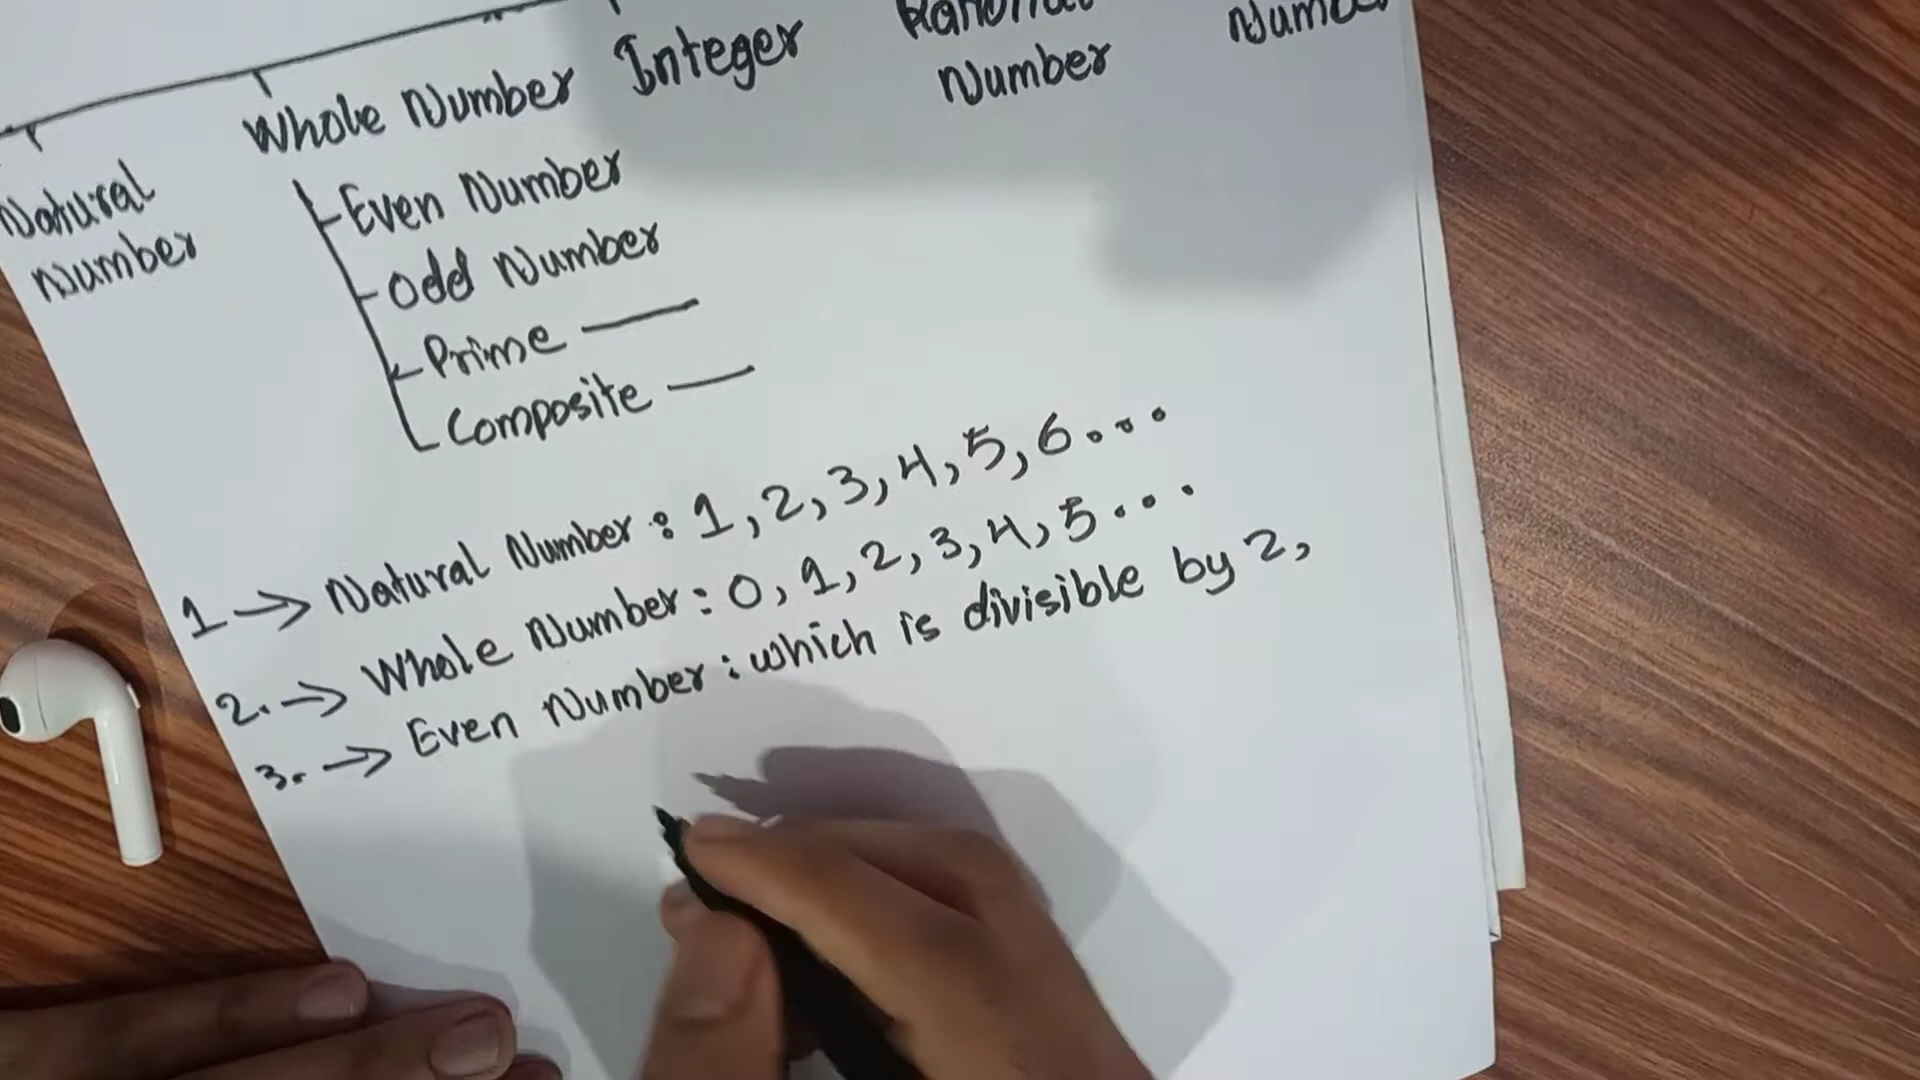 Whole Number
Integer
Rational
Number
Number
Natural
Number
Even Number
Odd Number
Prime —
Composite —
1 → Natural Number : 1, 2, 3, 4, 5, 6...
2. → Whole Number : 0, 1, 2, 3, 4, 5...
3. → Even Number : which is divisible by 2,